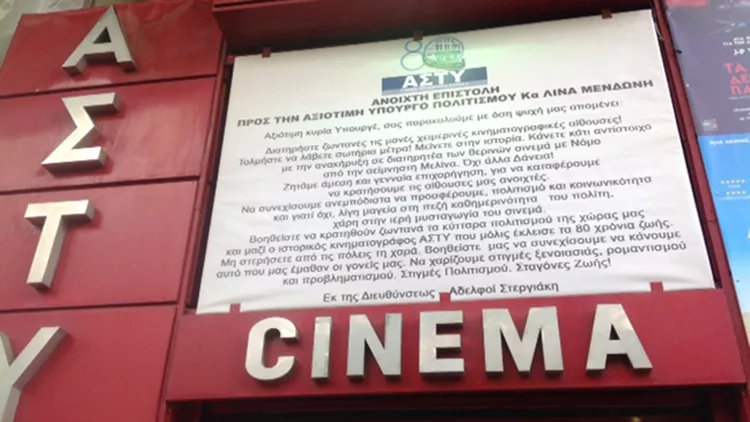 ΑΣΤΥ
80
ΑΣΤΥ
ΑΝΟΙΧΤΗ ΕΠΙΣΤΟΛΗ
ΠΡΟΣ ΤΗΝ ΑΞΙΟΤΙΜΗ ΥΠΟΥΡΓΟ ΠΟΛΙΤΙΣΜΟΥ Κα ΛΙΝΑ ΜΕΝΔΩΝΗ
Αξιότιμη κυρία Υπουργέ, σας παρακαλούμε με όση ψυχή μας απομένει:
Διατηρήστε ζωντανές τις μονές χειμερινές κινηματογραφικές αίθουσες!
Τολμήστε να λάβετε σωτήρια μέτρα! Μείνετε στην ιστορία. Κάνετε κάτι αντίστοιχο
με την ανακήρυξη σε διατηρητέα των θερινών σινεμά με Νόμο
από την αείμνηστη Μελίνα. Όχι άλλα Δάνεια!
Ζητάμε άμεση και γενναία επιχορήγηση, για να καταφέρουμε
να κρατήσουμε τις αίθουσες μας ανοιχτές.
Να συνεχίσουμε ανεμπόδιστα να προσφέρουμε, πολιτισμό και κοινωνικότητα
και γιατί όχι, λίγη μαγεία στη πεζή καθημερινότητα του πολίτη,
χάρη στην ιερή μυσταγωγία του σινεμά.
Βοηθείστε να κρατηθούν ζωντανά τα κύτταρα πολιτισμού της χώρας μας
και μαζί ο ιστορικός κινηματογράφος ΑΣΤΥ που μόλις έκλεισε τα 80 χρόνια ζωής.
Μη στερήσετε από τις πόλεις τη χαρά. Βοηθείστε μας να συνεχίσουμε να κάνουμε
αυτό που μας έμαθαν οι γονείς μας. Να χαρίζουμε στιγμές ξενοιασιάς, ρομαντισμού
και προβληματισμού. Στιγμές Πολιτισμού. Σταγόνες Ζωής!
Εκ της Διευθύνσεως Αδελφοί Στεργιάκη
CINEMA